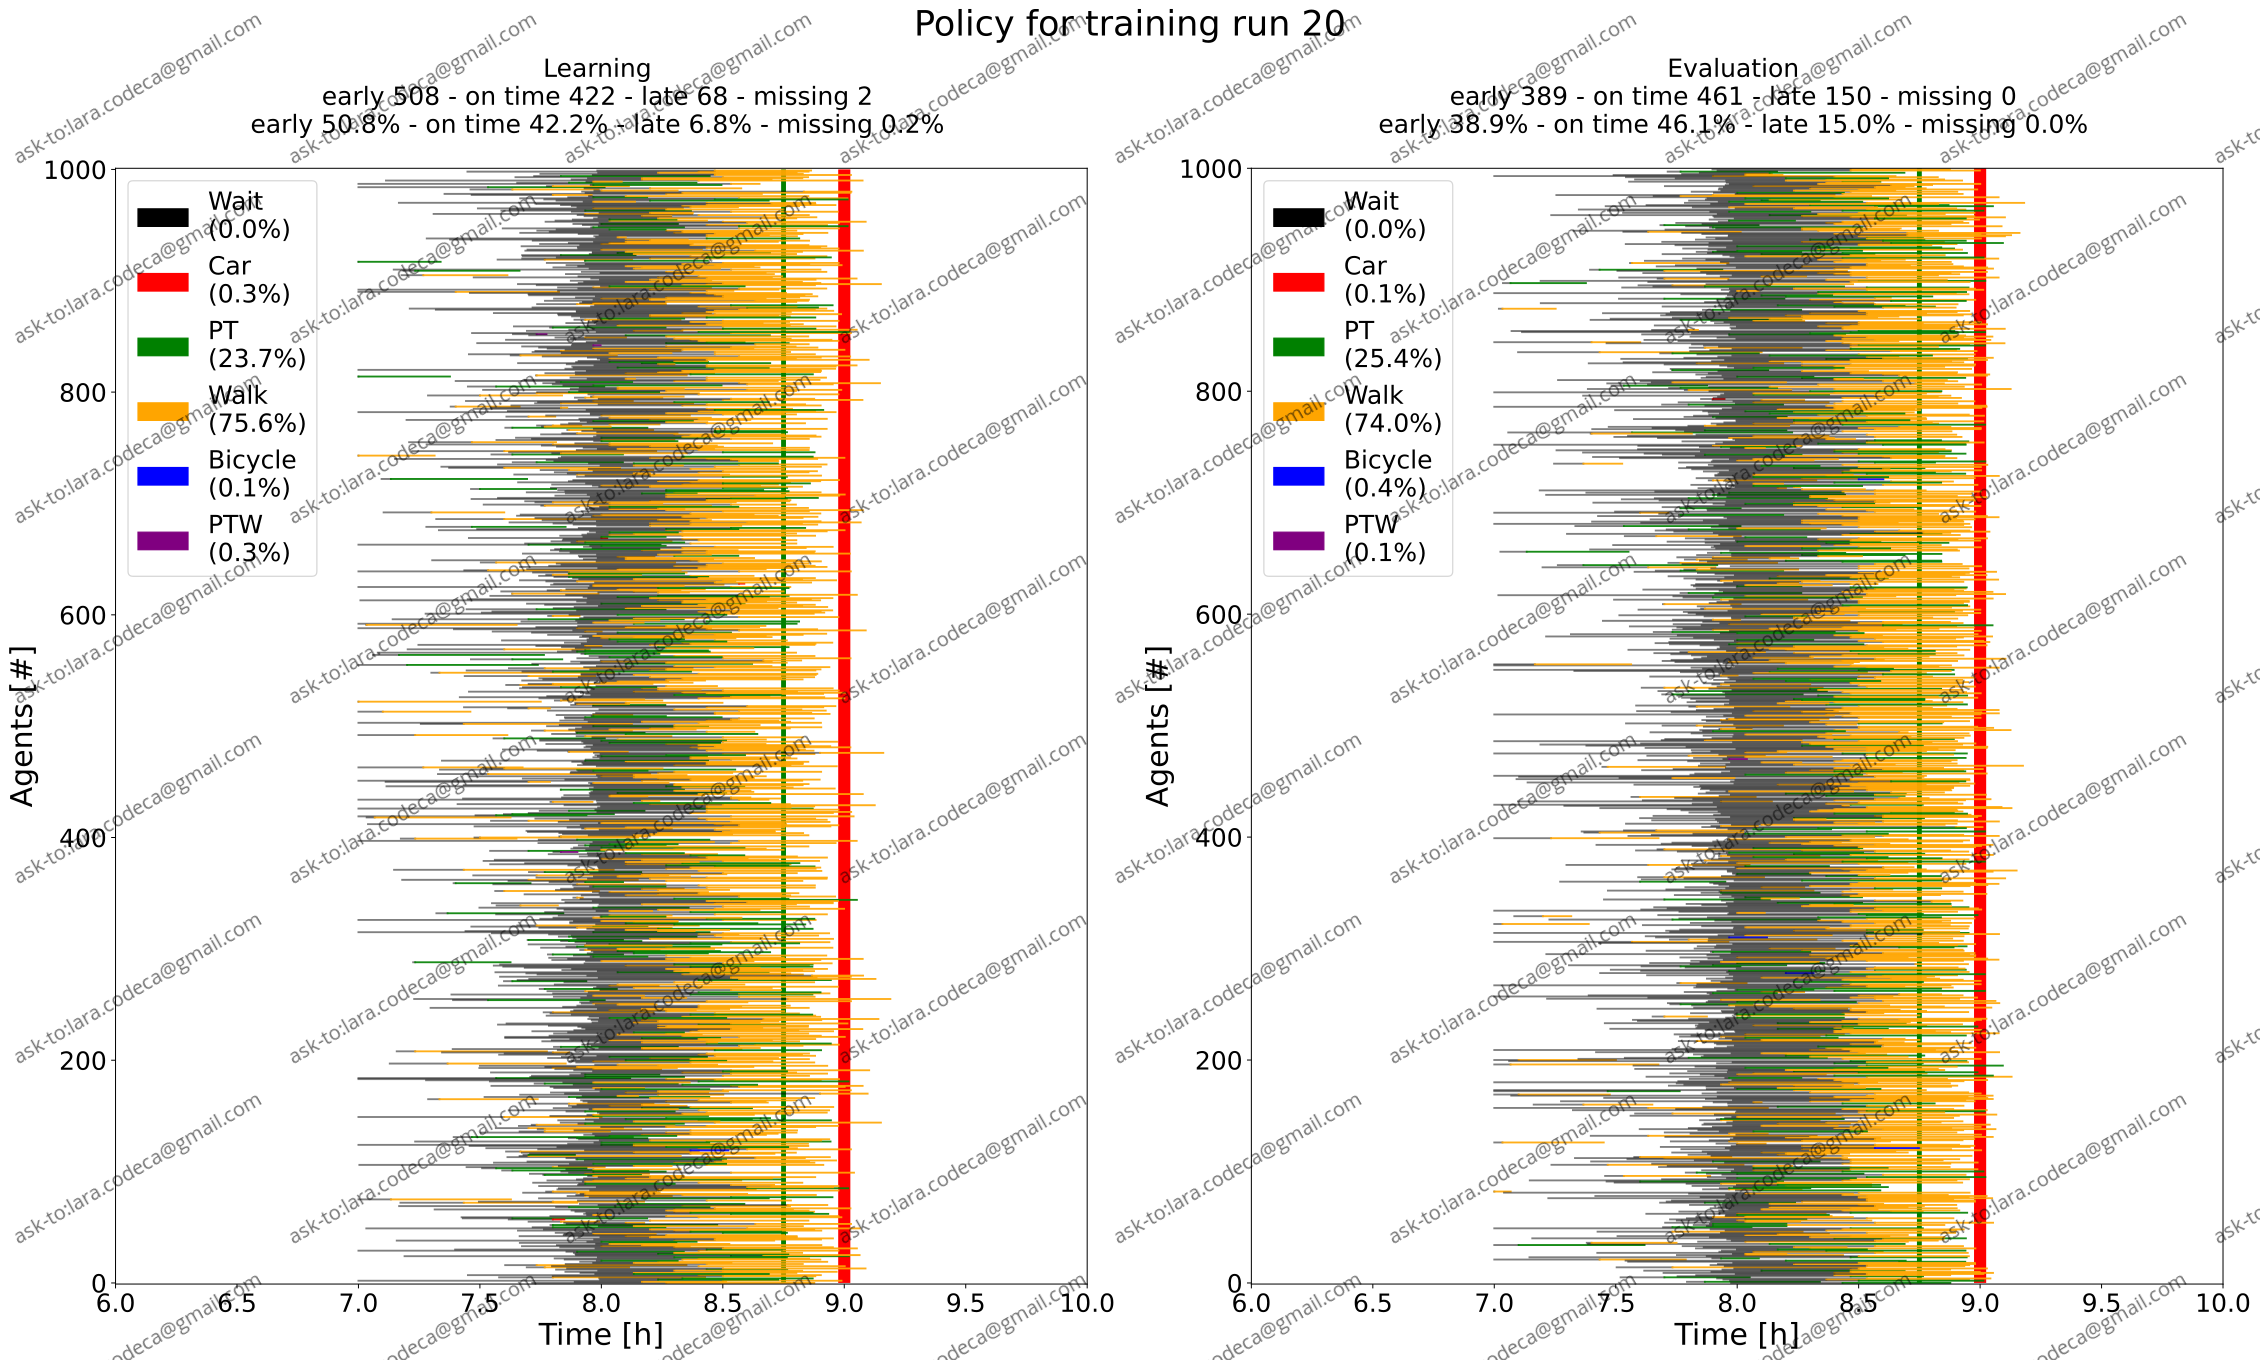 Policy for training run 20
Learning
early 508 - on time 422 - late 68 - missing 2
early 50.8% - on time 42.2% - late 6.8% - missing 0.2%
1000
800
600
400
200
0
Agents [#]
Wait
(0.0%)
Car
(0.3%)
PT
(23.7%)
Walk
(75.6%)
Bicycle
(0.1%)
PTW
(0.3%)
6.0 6.5 7.0 7.5 8.0 8.5 9.0 9.5 10.0
Time [h]
Evaluation
early 389 - on time 461 - late 150 - missing 0
early 38.9% - on time 46.1% - late 15.0% - missing 0.0%
1000
800
600
400
200
0
Agents [#]
Wait
(0.0%)
Car
(0.1%)
PT
(25.4%)
Walk
(74.0%)
Bicycle
(0.4%)
PTW
(0.1%)
6.0 6.5 7.0 7.5 8.0 8.5 9.0 9.5 10.0
Time [h]
ask-to:lara.codeca@gmail.com